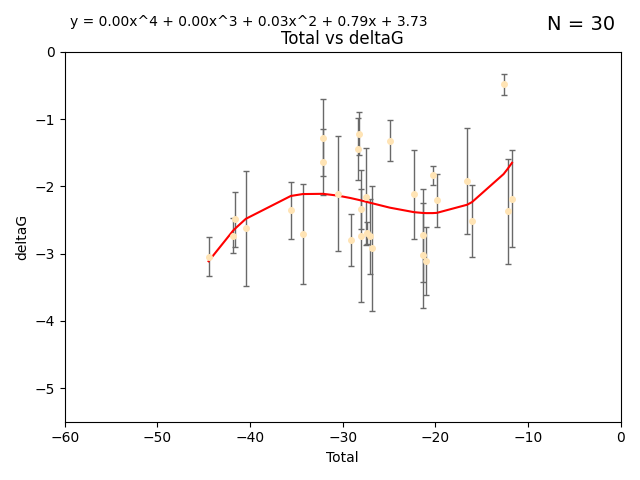 y = 0.00x^4 + 0.00x^3 + 0.03x^2 + 0.79x + 3.73
N = 30
Total vs deltaG
0
−1
−2
−3
−4
−5
deltaG
−60 −50 −40 −30 −20 −10 0
Total